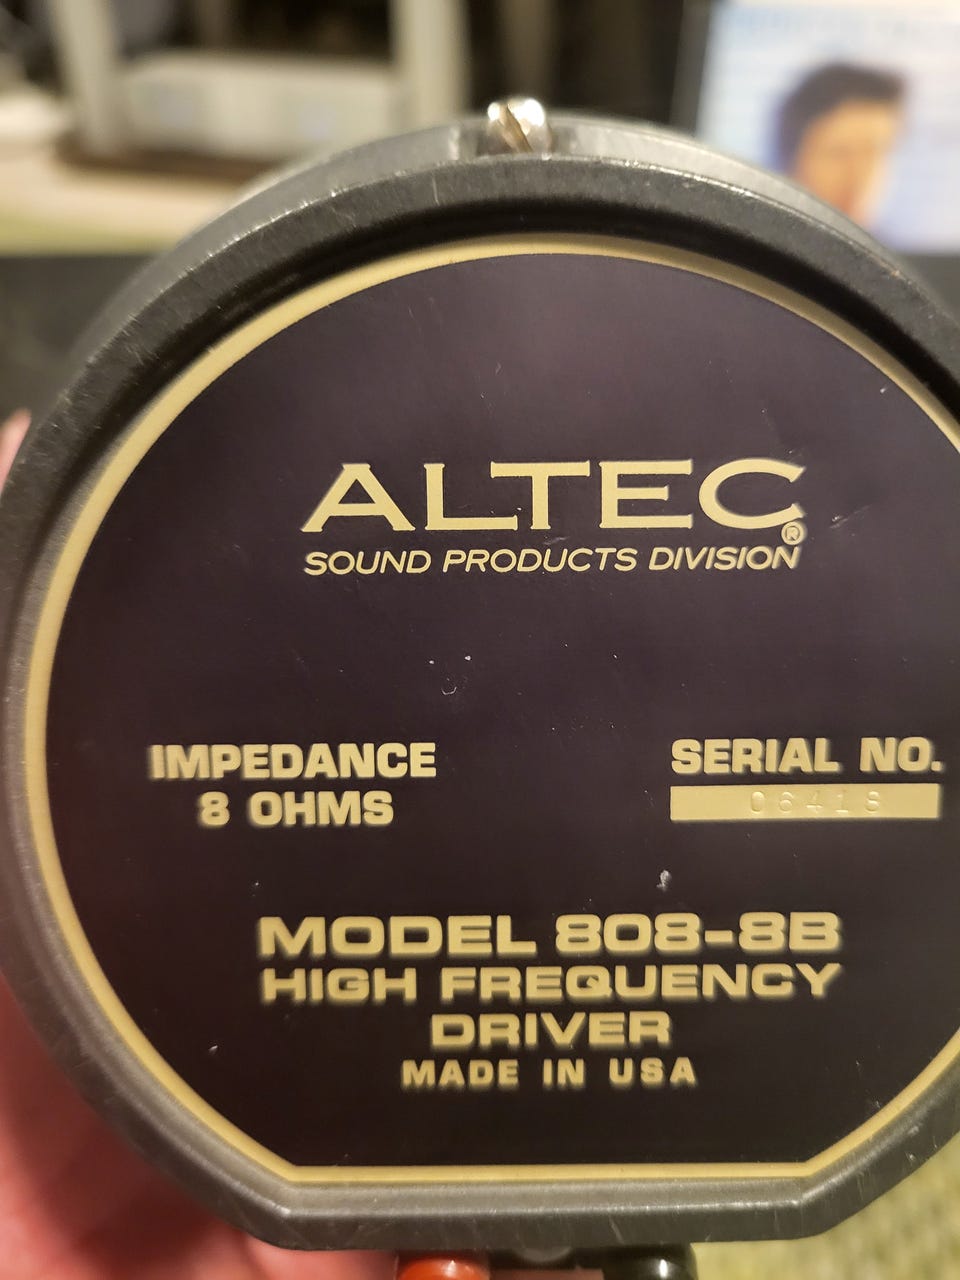 ALTEC®
SOUND PRODUCTS DIVISION
IMPEDANCE
8 OHMS
SERIAL NO.
06418
MODEL 808-8B
HIGH FREQUENCY
DRIVER
MADE IN USA